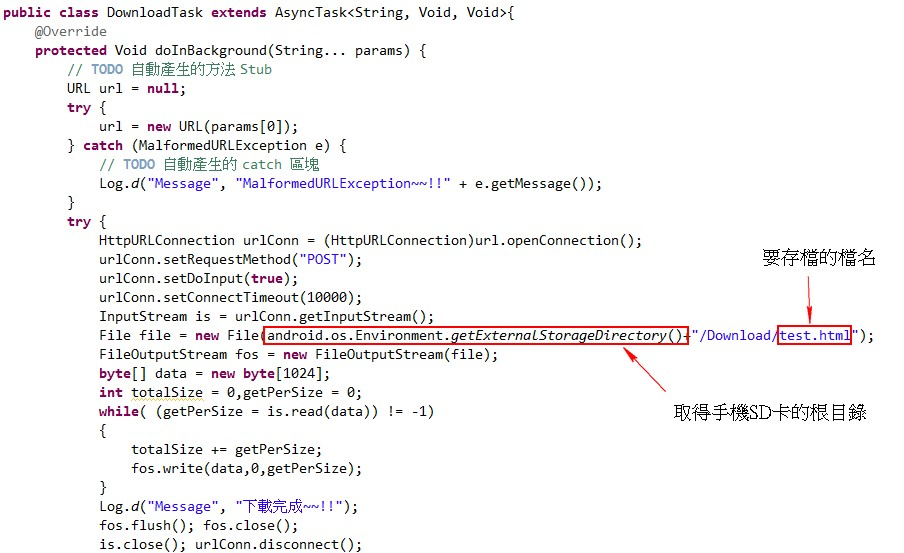 public class DownloadTask extends AsyncTask<String, Void, Void>{
@Override
protected Void doInBackground(String... params) {
// TODO 自動產生的方法 Stub
URL url = null;
try {
url = new URL(params[0]);
} catch (MalformedURLException e) {
// TODO 自動產生的 catch 區塊
Log.d("Message", "MalformedURLException~~!!" + e.getMessage());
}
try {
HttpURLConnection urlConn = (HttpURLConnection)url.openConnection();
urlConn.setRequestMethod("POST");
urlConn.setDoInput(true);
要存檔的檔名
urlConn.setConnectTimeout(10000);
InputStream is = urlConn.getInputStream();
File file = new File(android.os.Environment.getExternalStorageDirectory()+"/Download/test.html");
FileOutputStream fos = new FileOutputStream(file);
byte[] data = new byte[1024];
int totalSize = 0,getPerSize = 0;
while( (getPerSize = is.read(data)) != -1)
取得手機SD卡的根目錄
{
totalSize += getPerSize;
fos.write(data,0,getPerSize);
}
Log.d("Message", "下載完成~~!!");
fos.flush(); fos.close();
is.close(); urlConn.disconnect();